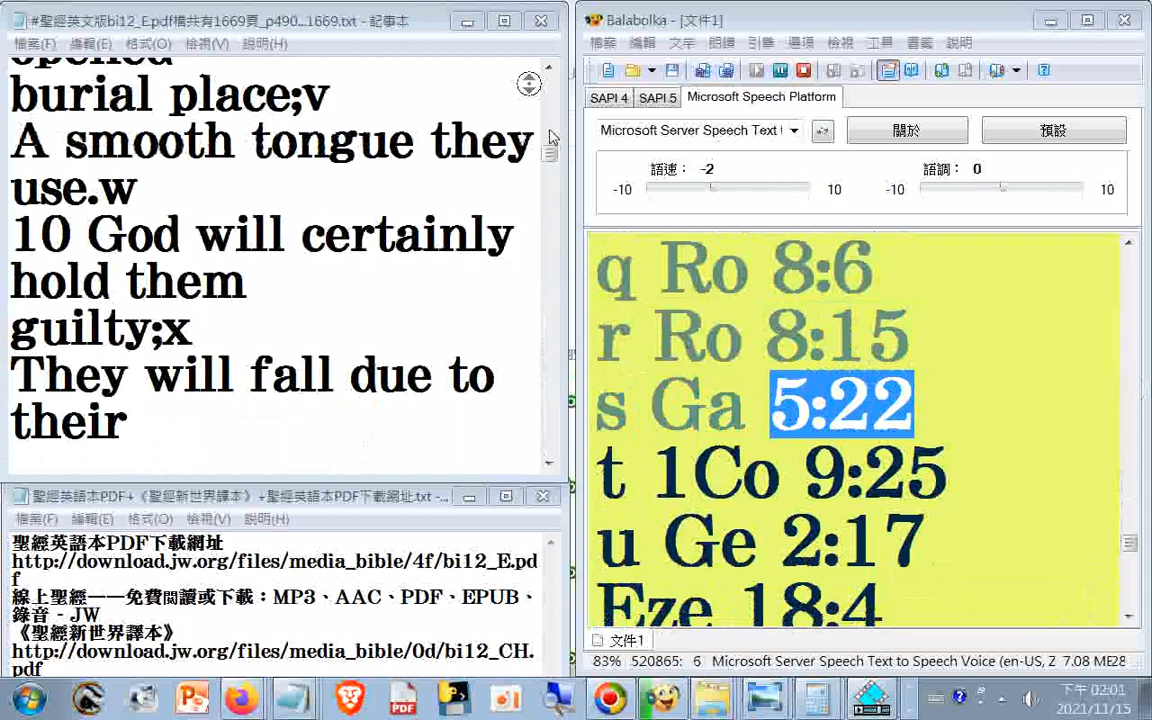 #聖經英文版bi12_E.pdf檔共有1669頁_p490...1669.txt - 記事本
檔案(F) 編輯(E) 格式(O) 檢視(V) 說明(H)
opened
burial place;v
A smooth tongue they
use.w
10 God will certainly
hold them
guilty;x
They will fall due to
their
聖經英語本PDF+《聖經新世界譯本》+聖經英語本PDF下載網址.txt -...
檔案(F) 編輯(E) 格式(O) 檢視(V) 說明(H)
聖經英語本PDF下載網址
http://download.jw.org/files/media_bible/4f/bi12_E.pd
f
線上聖經——免費閱讀或下載：MP3、AAC、PDF、EPUB、
錄音 - JW
《聖經新世界譯本》
http://download.jw.org/files/media_bible/0d/bi12_CH.
pdf
Balabolka - [文件1]
檔案 編輯 文字 朗讀 引擎 選項 檢視 工具 書籤 說明
SAPI 4 SAPI 5 Microsoft Speech Platform
Microsoft Server Speech Text 關於 預設
語速： -2 語調： 0
-10 10 -10 10
q Ro 8:6
r Ro 8:15
s Ga 5:22
t 1Co 9:25
u Ge 2:17
Eze 18:4
文件1
83% 520865: 6 Microsoft Server Speech Text to Speech Voice (en-US, Z 7.08 ME28
PDF
下午 02:01
2021/11/15